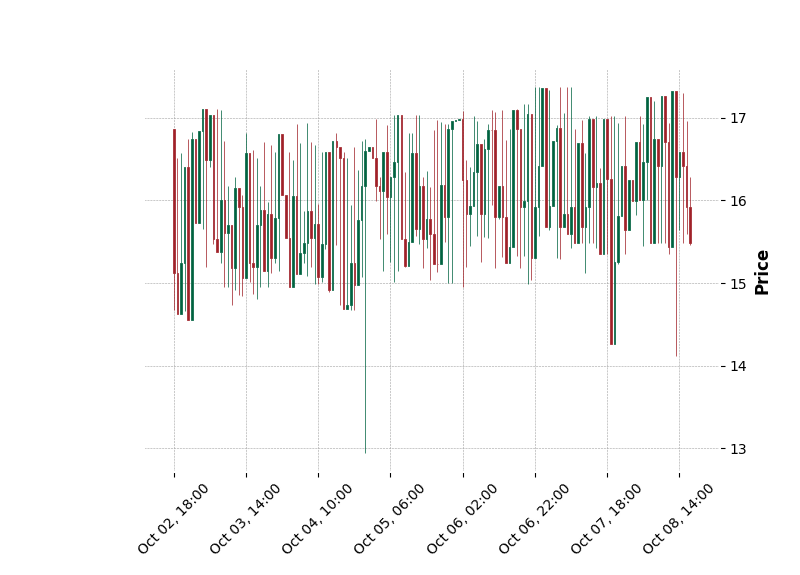 17
16
15
14
13
Price
Oct 02, 18:00
Oct 03, 14:00
Oct 04, 10:00
Oct 05, 06:00
Oct 06, 02:00
Oct 06, 22:00
Oct 07, 18:00
Oct 08, 14:00